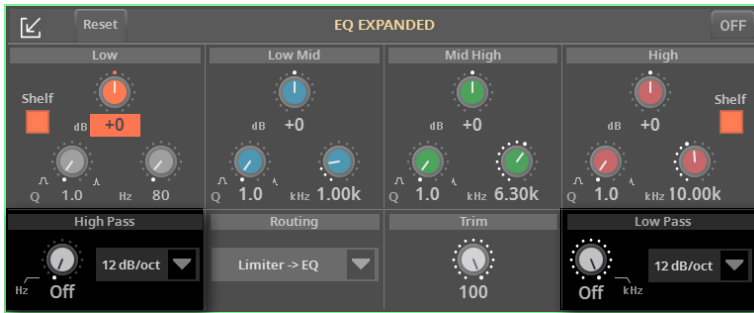 Reset EQ EXPANDED OFF
Low Low Mid Mid High High
Shelf Shelf
dB +0 dB +0 dB +0 dB +0
Q 1.0 Hz 80 Q 1.0 kHz 1.00k Q 1.0 kHz 6.30k Q 1.0 kHz 10.00k
High Pass Routing Trim Low Pass
12 dB/oct Limiter -> EQ 12 dB/oct
Hz Off 100 Off kHz